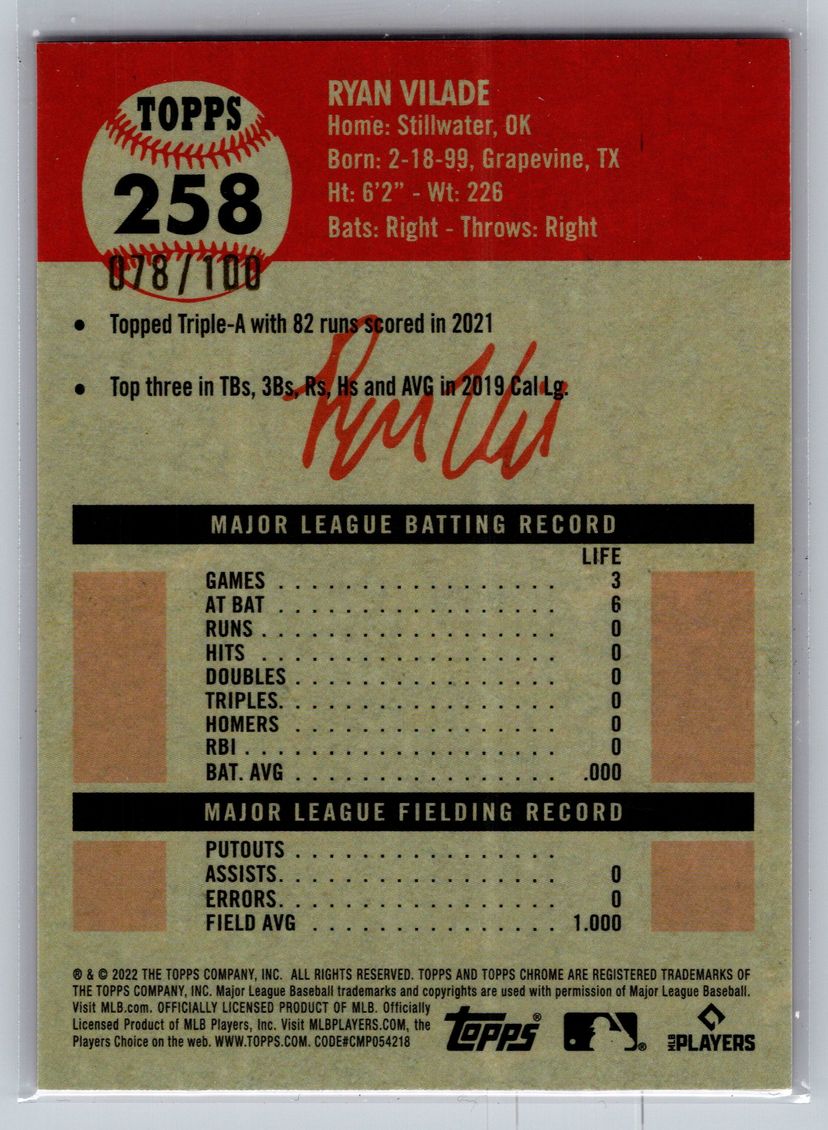 TOPPS
258
078/100
RYAN VILADE
Home: Stillwater, OK
Born: 2-18-99, Grapevine, TX
Ht: 6'2" - Wt: 226
Bats: Right - Throws: Right
• Topped Triple-A with 82 runs scored in 2021
• Top three in TBs, 3Bs, Rs, Hs and AVG in 2019 Cal Lg.
MAJOR LEAGUE BATTING RECORD
LIFE
GAMES . . . . . . . . . . . . . . . . . 3
AT BAT . . . . . . . . . . . . . . . . . 6
RUNS . . . . . . . . . . . . . . . . . . 0
HITS . . . . . . . . . . . . . . . . . . 0
DOUBLES . . . . . . . . . . . . . . . . 0
TRIPLES. . . . . . . . . . . . . . . . . 0
HOMERS . . . . . . . . . . . . . . . . . 0
RBI . . . . . . . . . . . . . . . . . . . 0
BAT. AVG . . . . . . . . . . . . . . . . .000
MAJOR LEAGUE FIELDING RECORD
PUTOUTS . . . . . . . . . . . . . . . .
ASSISTS. . . . . . . . . . . . . . . . . 0
ERRORS. . . . . . . . . . . . . . . . . 0
FIELD AVG . . . . . . . . . . . . . . . 1.000
® & © 2022 THE TOPPS COMPANY, INC. ALL RIGHTS RESERVED. TOPPS AND TOPPS CHROME ARE REGISTERED TRADEMARKS OF
THE TOPPS COMPANY, INC. Major League Baseball trademarks and copyrights are used with permission of Major League Baseball.
Visit MLB.com. OFFICIALLY LICENSED PRODUCT OF MLB. Officially
Licensed Product of MLB Players, Inc. Visit MLBPLAYERS.COM, the
Players Choice on the web. WWW.TOPPS.COM. CODE#CMP054218
Topps®
®
MLB PLAYERS